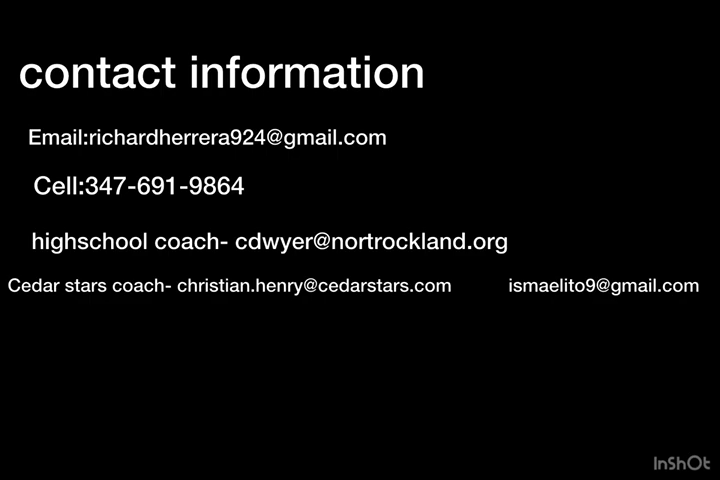 contact information
Email:richardherrera924@gmail.com
Cell:347-691-9864
highschool coach- cdwyer@nortrockland.org
Cedar stars coach- christian.henry@cedarstars.com ismaelito9@gmail.com
InShOt